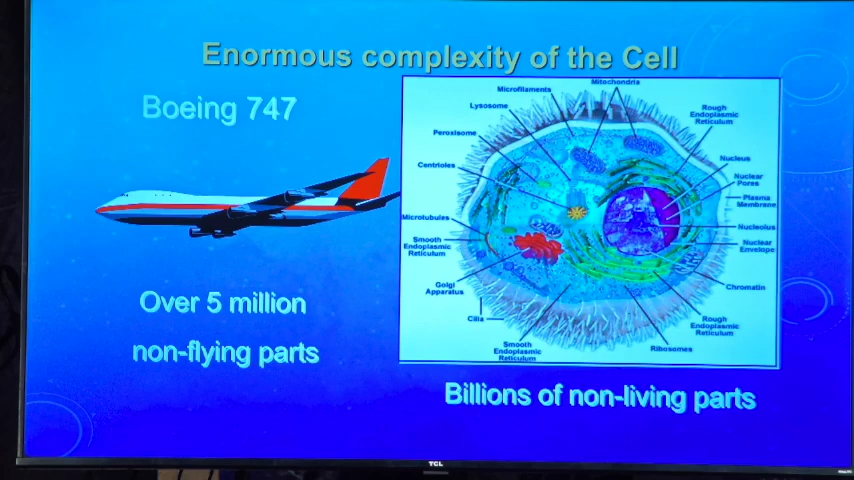 Enormous complexity of the Cell
Boeing 747
Over 5 million
non-flying parts
Mitochondria
Microfilaments
Lysosome
Rough
Endoplasmic
Reticulum
Peroxisome
Centrioles
Nucleus
Nuclear
Pores
Plasma
Membrane
Microtubules
Nucleolus
Smooth
Endoplasmic
Reticulum
Nuclear
Envelope
Golgi
Apparatus
Chromatin
Cilia
Rough
Endoplasmic
Reticulum
Smooth
Endoplasmic
Reticulum
Ribosomes
Billions of non-living parts
TCL